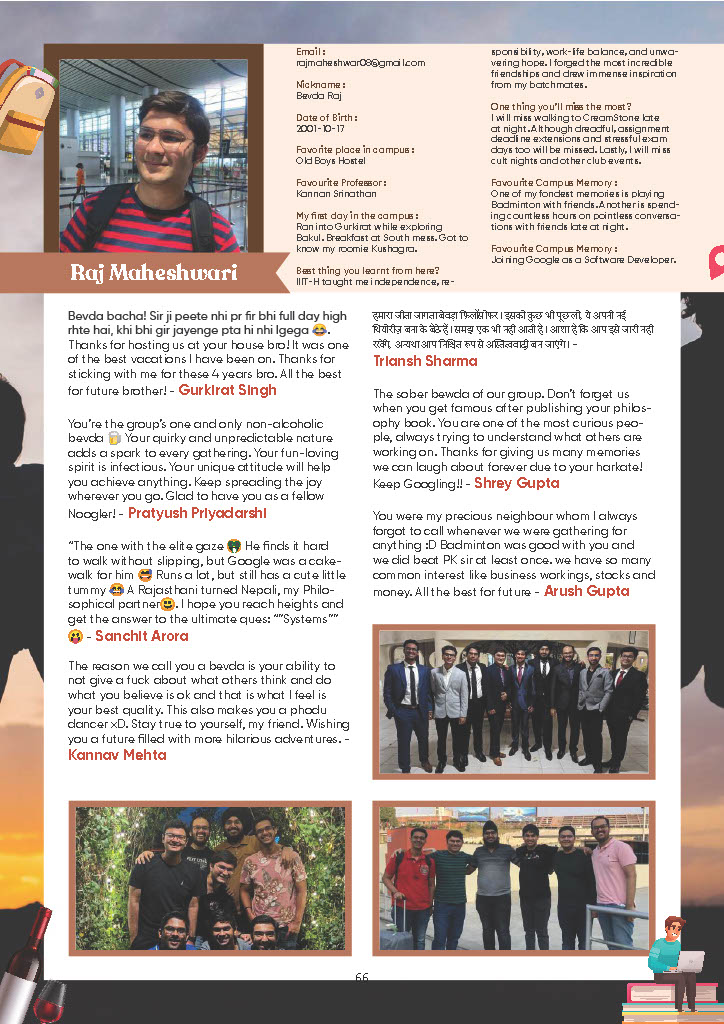 Raj Maheshwari
Email :
rajmaheshwar08@gmail.com
Nickname :
Bevda Raj
Date of Birth :
2001-10-17
Favorite place in campus :
Old Boys Hostel
Favourite Professor :
Kannan Srinathan
My first day in the campus :
Ran into Gurkirat while exploring
Bakul. Breakfast at South mess. Got to
know my roomie Kushagra.
Best thing you learnt from here?
IIIT-H taught me independence, re-
sponsibility, work-life balance, and unwa-
vering hope. I forged the most incredible
friendships and drew immense inspiration
from my batchmates.
One thing you'll miss the most?
I will miss walking to CreamStone late
at night. Although dreadful, assignment
deadline extensions and stressful exam
days too will be missed. Lastly, I will miss
cult nights and other club events.
Favourite Campus Memory :
One of my fondest memories is playing
Badminton with friends. Another is spend-
ing countless hours on pointless conversa-
tions with friends late at night.
Favourite Campus Memory :
Joining Google as a Software Developer.
Bevda bacha! Sir ji peete nhi pr fir bhi full day high
rhte hai, khi bhi gir jayenge pta hi nhi lgega 😂.
Thanks for hosting us at your house bro! It was one
of the best vacations I have been on. Thanks for
sticking with me for these 4 years bro. All the best
for future brother! - Gurkirat Singh
You're the group's one and only non-alcoholic
bevda 🍺 Your quirky and unpredictable nature
adds a spark to every gathering. Your fun-loving
spirit is infectious. Your unique attitude will help
you achieve anything. Keep spreading the joy
wherever you go. Glad to have you as a fellow
Noogler! - Pratyush Priyadarshi
"The one with the elite gaze He finds it hard
to walk without slipping, but Google was a cake-
walk for him 😅 Runs a lot, but still has a cute little
tummy 😂 A Rajasthani turned Nepali, my Philo-
sophical partner. I hope you reach heights and
get the answer to the ultimate ques: ""Systems""
😛 - Sanchit Arora
The reason we call you a bevda is your ability to
not give a fuck about what others think and do
what you believe is ok and that is what I feel is
your best quality. This also makes you a phodu
dancer xD. Stay true to yourself, my friend. Wishing
you a future filled with more hilarious adventures. -
Kannav Mehta
हमारा जीता जागता बेवड़ा फ़िलॉसॉफर। इसको कुछ भी पूछलो, ये अपनी नई
थियोरीज़ बना के बैठे हैं। समझ एक भी नही आती है। आशा है कि आप इसे जारी नही
रखेंगे, अन्यथा आप निश्चित रूप से अस्तित्ववादी बन जाएंगे। -
Triansh Sharma
The sober bewda of our group. Don't forget us
when you get famous after publishing your philos-
ophy book. You are one of the most curious peo-
ple, always trying to understand what others are
working on. Thanks for giving us many memories
we can laugh about forever due to your harkate!
Keep Googling!! - Shrey Gupta
You were my precious neighbour whom I always
forgot to call whenever we were gathering for
anything :D Badminton was good with you and
we did beat PK sir at least once. we have so many
common interest like business workings, stocks and
money. All the best for future - Arush Gupta
66